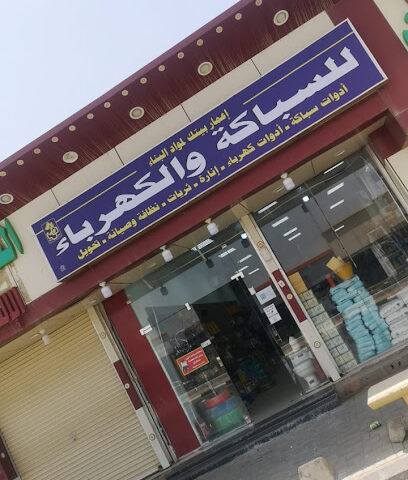 إعمار بيتك لمواد البناء
للسباكة والكهرباء
أدوات سباكة - أدوات كهرباء - إنارة - ثريات - نظافة وصيانة - تحويل